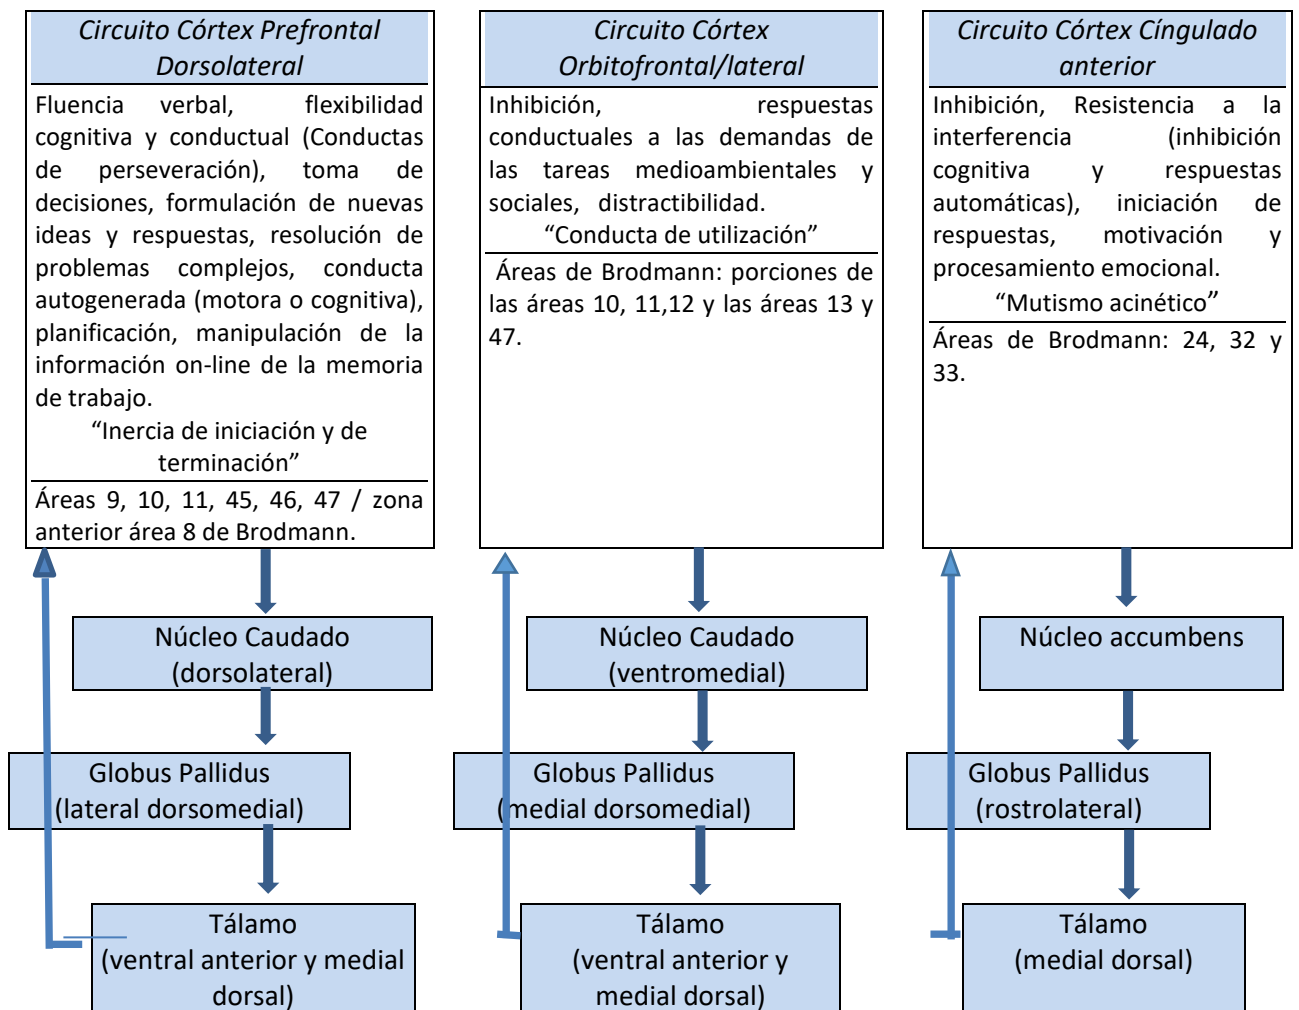 Circuito Córtex Prefrontal
Dorsolateral
Fluencia verbal, flexibilidad
cognitiva y conductual (Conductas
de perseveración), toma de
decisiones, formulación de nuevas
ideas y respuestas, resolución de
problemas complejos, conducta
autogenerada (motora o cognitiva),
planificación, manipulación de la
información on-line de la memoria
de trabajo.
“Inercia de iniciación y de
terminación”
Áreas 9, 10, 11, 45, 46, 47 / zona
anterior área 8 de Brodmann.
Núcleo Caudado
(dorsolateral)
Globus Pallidus
(lateral dorsomedial)
Tálamo
(ventral anterior y medial
dorsal)
Circuito Córtex
Orbitofrontal/lateral
Inhibición, respuestas
conductuales a las demandas de
las tareas medioambientales y
sociales, distractibilidad.
“Conducta de utilización”
Áreas de Brodmann: porciones de
las áreas 10, 11,12 y las áreas 13 y
47.
Núcleo Caudado
(ventromedial)
Globus Pallidus
(medial dorsomedial)
Tálamo
(ventral anterior y
medial dorsal)
Circuito Córtex Cíngulado
anterior
Inhibición, Resistencia a la
interferencia (inhibición
cognitiva y respuestas
automáticas), iniciación de
respuestas, motivación y
procesamiento emocional.
“Mutismo acinético”
Áreas de Brodmann: 24, 32 y
33.
Núcleo accumbens
Globus Pallidus
(rostrolateral)
Tálamo
(medial dorsal)